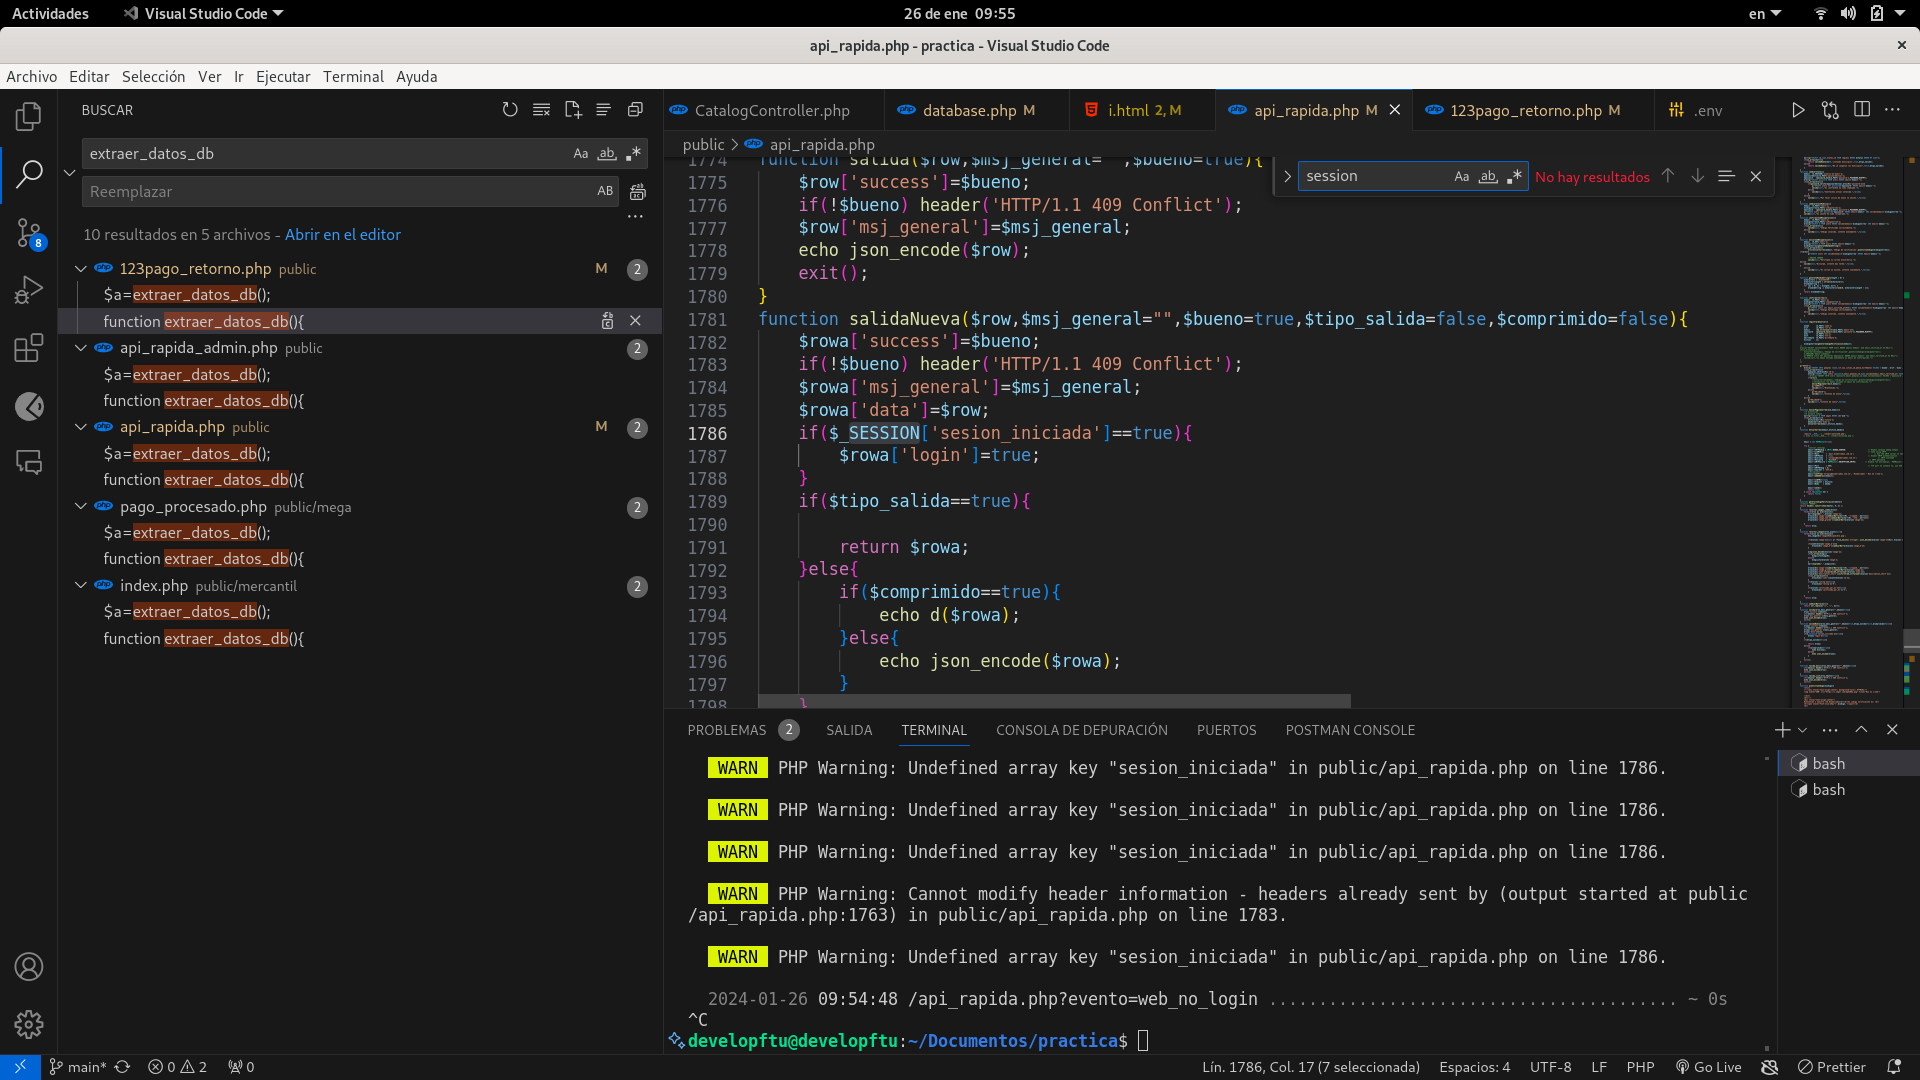 Actividades
Visual Studio Code
26 de ene 09:55
en
api_rapida.php - practica - Visual Studio Code
Archivo Editar Selección Ver Ir Ejecutar Terminal Ayuda
BUSCAR
extraer_datos_db
Aa ab .*
Reemplazar
AB
10 resultados en 5 archivos - Abrir en el editor
123pago_retorno.php public M 2
$a=extraer_datos_db();
function extraer_datos_db(){
api_rapida_admin.php public 2
$a=extraer_datos_db();
function extraer_datos_db(){
api_rapida.php public M 2
$a=extraer_datos_db();
function extraer_datos_db(){
pago_procesado.php public/mega 2
$a=extraer_datos_db();
function extraer_datos_db(){
index.php public/mercantil 2
$a=extraer_datos_db();
function extraer_datos_db(){
8
CatalogController.php
database.php M
i.html 2, M
api_rapida.php M
123pago_retorno.php M
.env
public > api_rapida.php
session
Aa ab .*
No hay resultados
1774 function salida($row,$msj_general="",$bueno=true){
1775 $row['success']=$bueno;
1776 if(!$bueno) header('HTTP/1.1 409 Conflict');
1777 $row['msj_general']=$msj_general;
1778 echo json_encode($row);
1779 exit();
1780 }
1781 function salidaNueva($row,$msj_general="",$bueno=true,$tipo_salida=false,$comprimido=false){
1782 $rowa['success']=$bueno;
1783 if(!$bueno) header('HTTP/1.1 409 Conflict');
1784 $rowa['msj_general']=$msj_general;
1785 $rowa['data']=$row;
1786 if($_SESSION['sesion_iniciada']==true){
1787 $rowa['login']=true;
1788 }
1789 if($tipo_salida==true){
1790
1791 return $rowa;
1792 }else{
1793 if($comprimido==true){
1794 echo d($rowa);
1795 }else{
1796 echo json_encode($rowa);
1797 }
1798 }
PROBLEMAS 2 SALIDA TERMINAL CONSOLA DE DEPURACIÓN PUERTOS POSTMAN CONSOLE
WARN PHP Warning: Undefined array key "sesion_iniciada" in public/api_rapida.php on line 1786.
WARN PHP Warning: Undefined array key "sesion_iniciada" in public/api_rapida.php on line 1786.
WARN PHP Warning: Undefined array key "sesion_iniciada" in public/api_rapida.php on line 1786.
WARN PHP Warning: Cannot modify header information - headers already sent by (output started at public
/api_rapida.php:1763) in public/api_rapida.php on line 1783.
WARN PHP Warning: Undefined array key "sesion_iniciada" in public/api_rapida.php on line 1786.
2024-01-26 09:54:48 /api_rapida.php?evento=web_no_login ........................................ ~ 0s
^C
developftu@developftu:~/Documentos/practica$
bash
bash
main* 0 2 0
Lín. 1786, Col. 17 (7 seleccionada) Espacios: 4 UTF-8 LF PHP Go Live Prettier